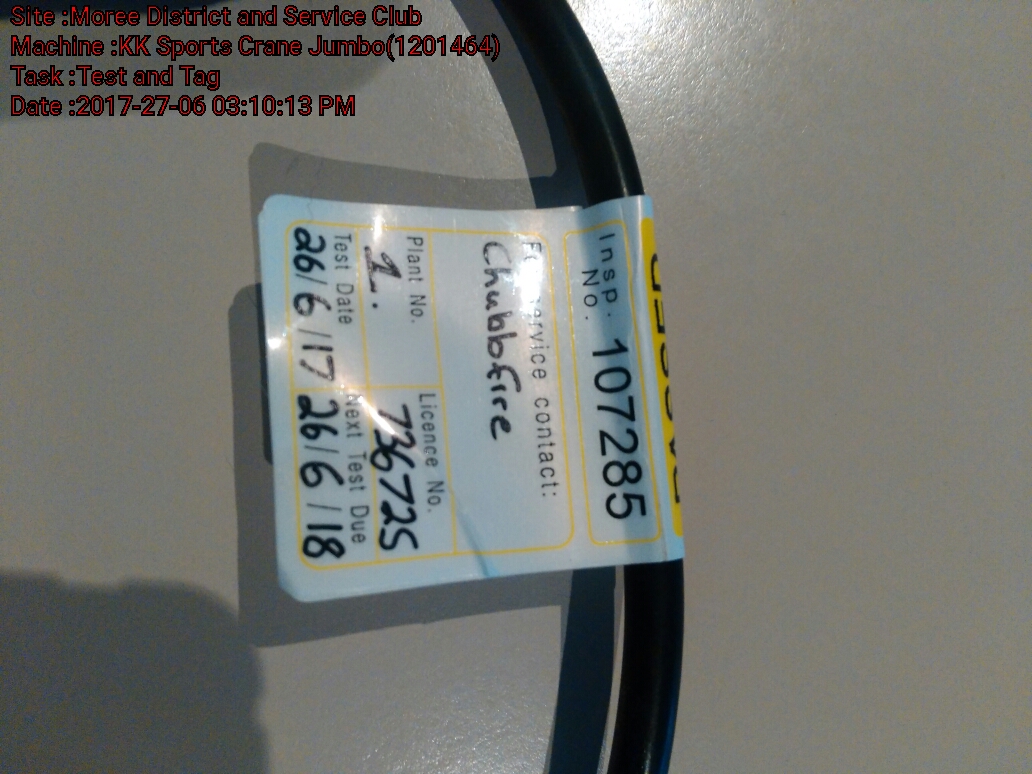 Site :Moree District and Service Club
Machine :KK Sports Crane Jumbo(1201464)
Task :Test and Tag
Date :2017-27-06 03:10:13 PM
Insp. No. 107285
For service contact:
Chubbfire
Plant No. Licence No.
1. 736725
Test Date Next Test Due
26/6/17 26/6/18